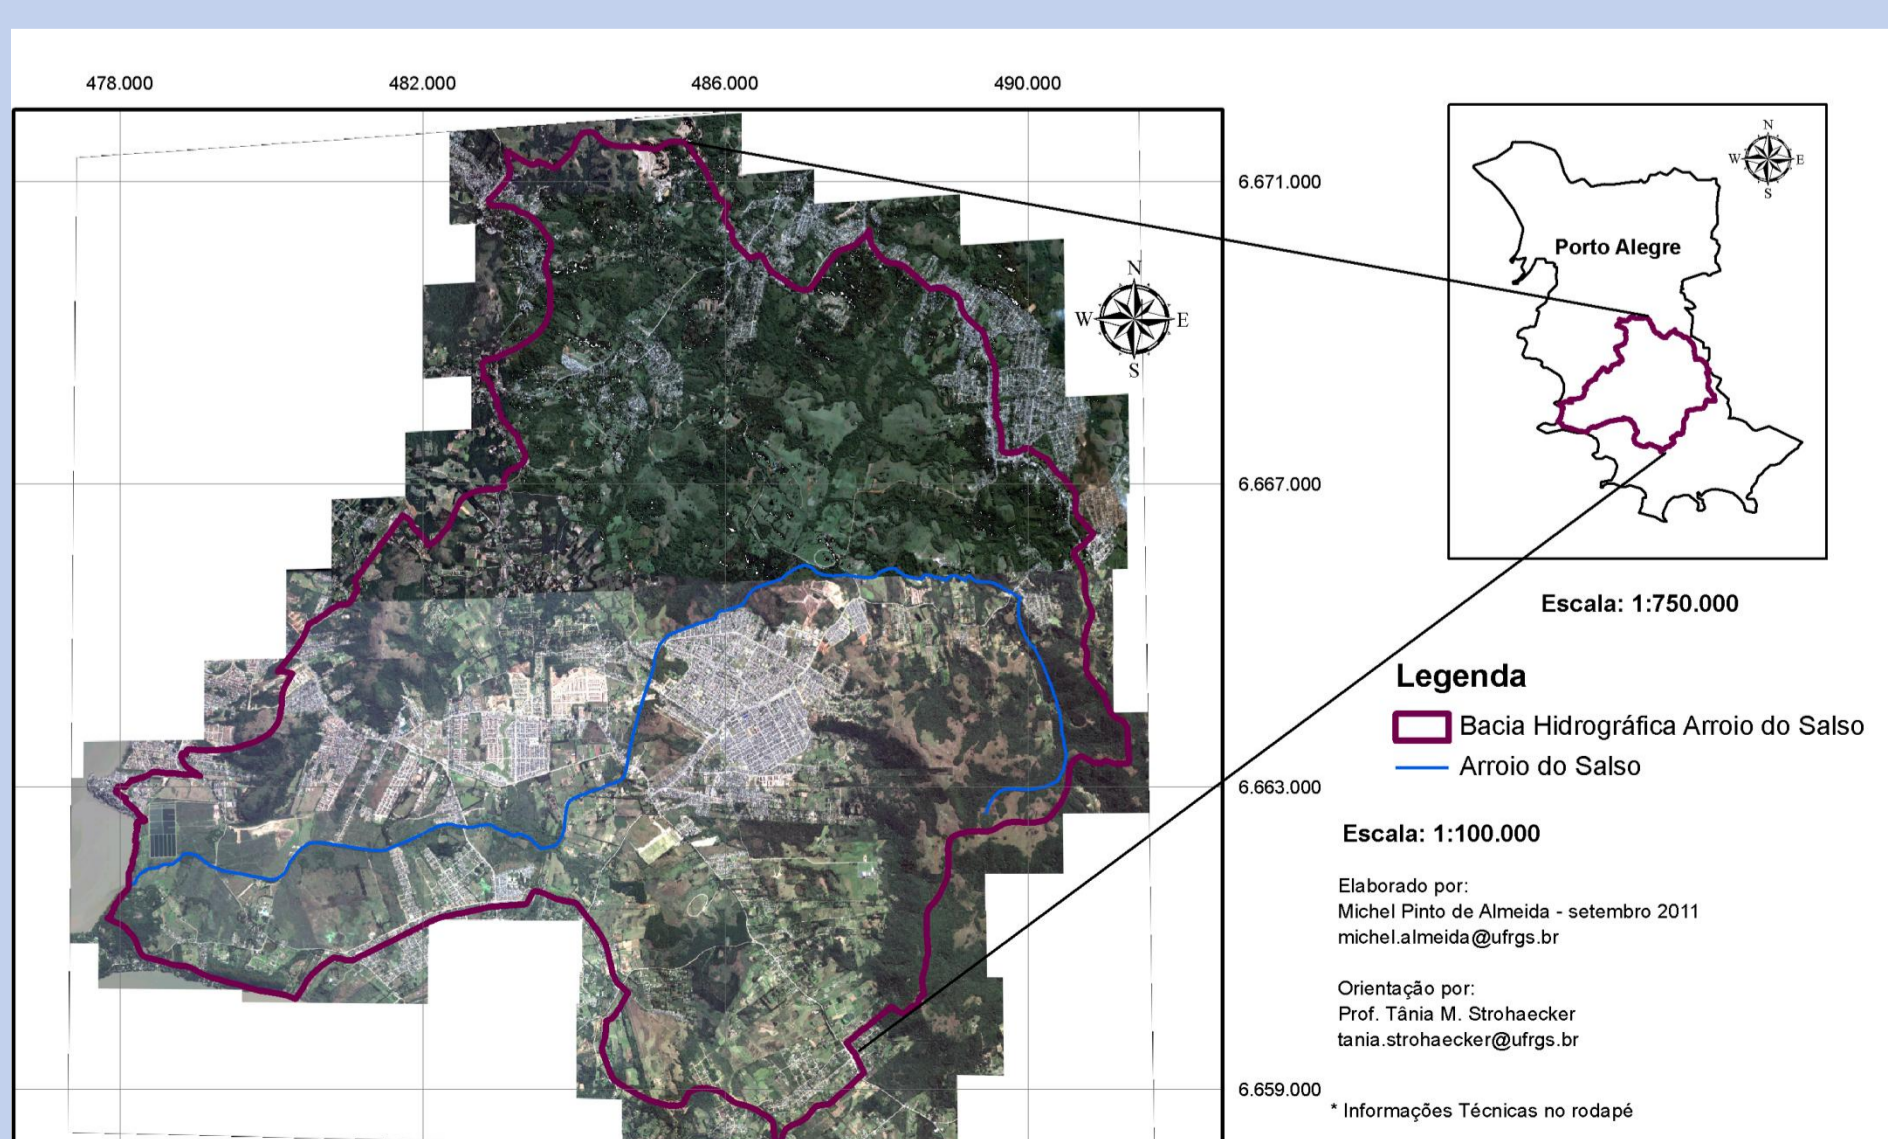 478.000
482.000
486.000
490.000
6.671.000
6.667.000
6.663.000
6.659.000
N
W
E
S
N
W
E
S
Porto Alegre
Escala: 1:750.000
Legenda
Bacia Hidrográfica Arroio do Salso
Arroio do Salso
Escala: 1:100.000
Elaborado por:
Michel Pinto de Almeida - setembro 2011
michel.almeida@ufrgs.br
Orientação por:
Prof. Tânia M. Strohaecker
tania.strohaecker@ufrgs.br
* Informações Técnicas no rodapé